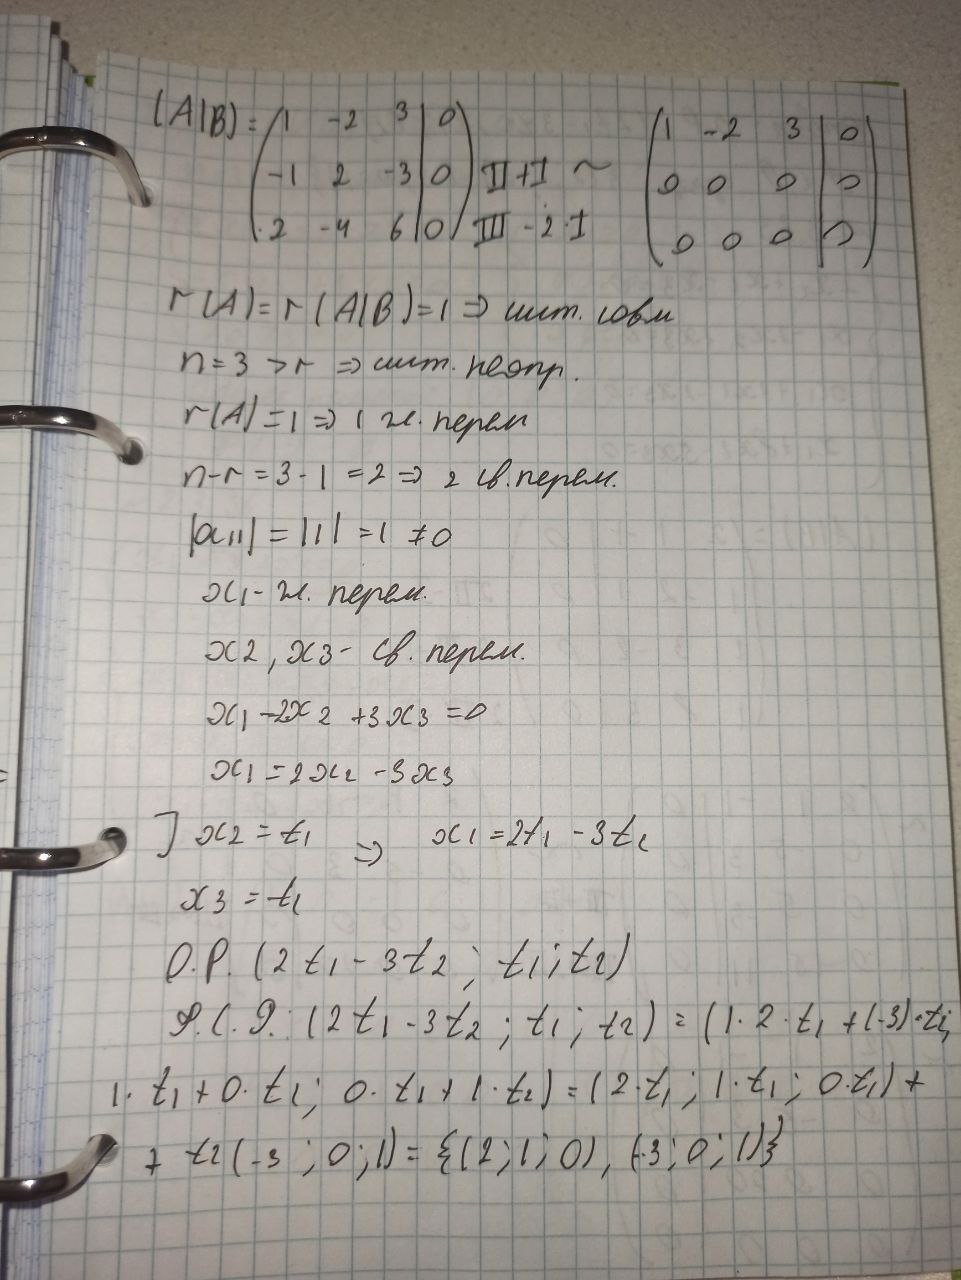 (A|B) = (1 -2 3 | 0) (1 -2 3 | 0)
(-1 2 -3 | 0) II+I ~ (0 0 0 | 0)
(2 -4 6 | 0) III -2·I (0 0 0 | 0)
r(A) = r(A|B) = 1 ⇒ сист. совм
n = 3 > r ⇒ сист. неопр.
r(A) = 1 ⇒ 1 гл. перем
n-r = 3-1 = 2 ⇒ 2 св. перем.
|a11| = |1| = 1 ≠ 0
x1 - гл. перем.
x2, x3 - св. перем.
x1 -2x2 +3x3 = 0
x1 = 2x2 -3x3
] x2 = t1 ⇒ x1 = 2t1 - 3t2
x3 = t2
О.Р. (2t1 - 3t2 ; t1 ; t2)
Ф.С.Р.: (2t1 - 3t2 ; t1 ; t2) = (1·2·t1 + (-3)·t2;
1·t1 + 0·t2; 0·t1 + 1·t2) = (2·t1; 1·t1; 0·t1) +
+ t2(-3; 0; 1) = {(2; 1; 0), (-3; 0; 1)}